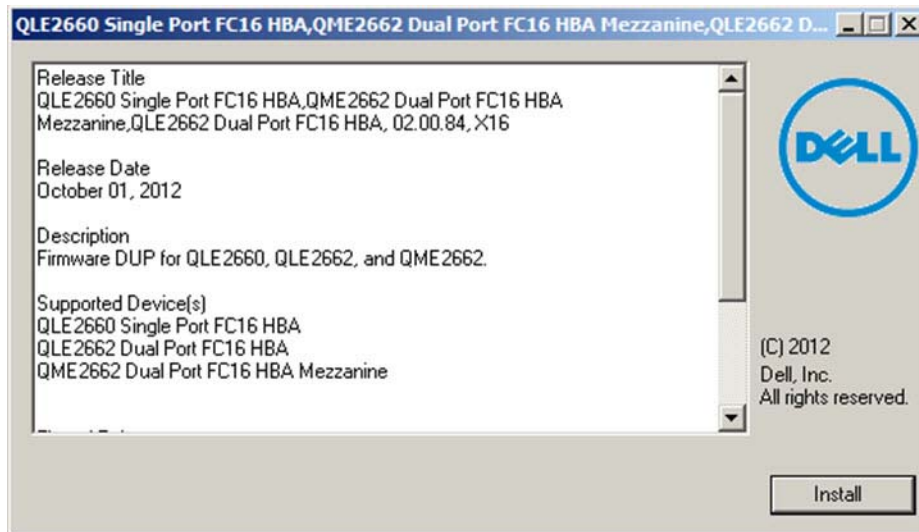 QLE2660 Single Port FC16 HBA,QME2662 Dual Port FC16 HBA Mezzanine,QLE2662 D...
Release Title
QLE2660 Single Port FC16 HBA,QME2662 Dual Port FC16 HBA
Mezzanine,QLE2662 Dual Port FC16 HBA, 02.00.84, X16
Release Date
October 01, 2012
Description
Firmware DUP for QLE2660, QLE2662, and QME2662.
Supported Device(s)
QLE2660 Single Port FC16 HBA
QLE2662 Dual Port FC16 HBA
QME2662 Dual Port FC16 HBA Mezzanine
DELL
(C) 2012
Dell, Inc.
All rights reserved.
Install